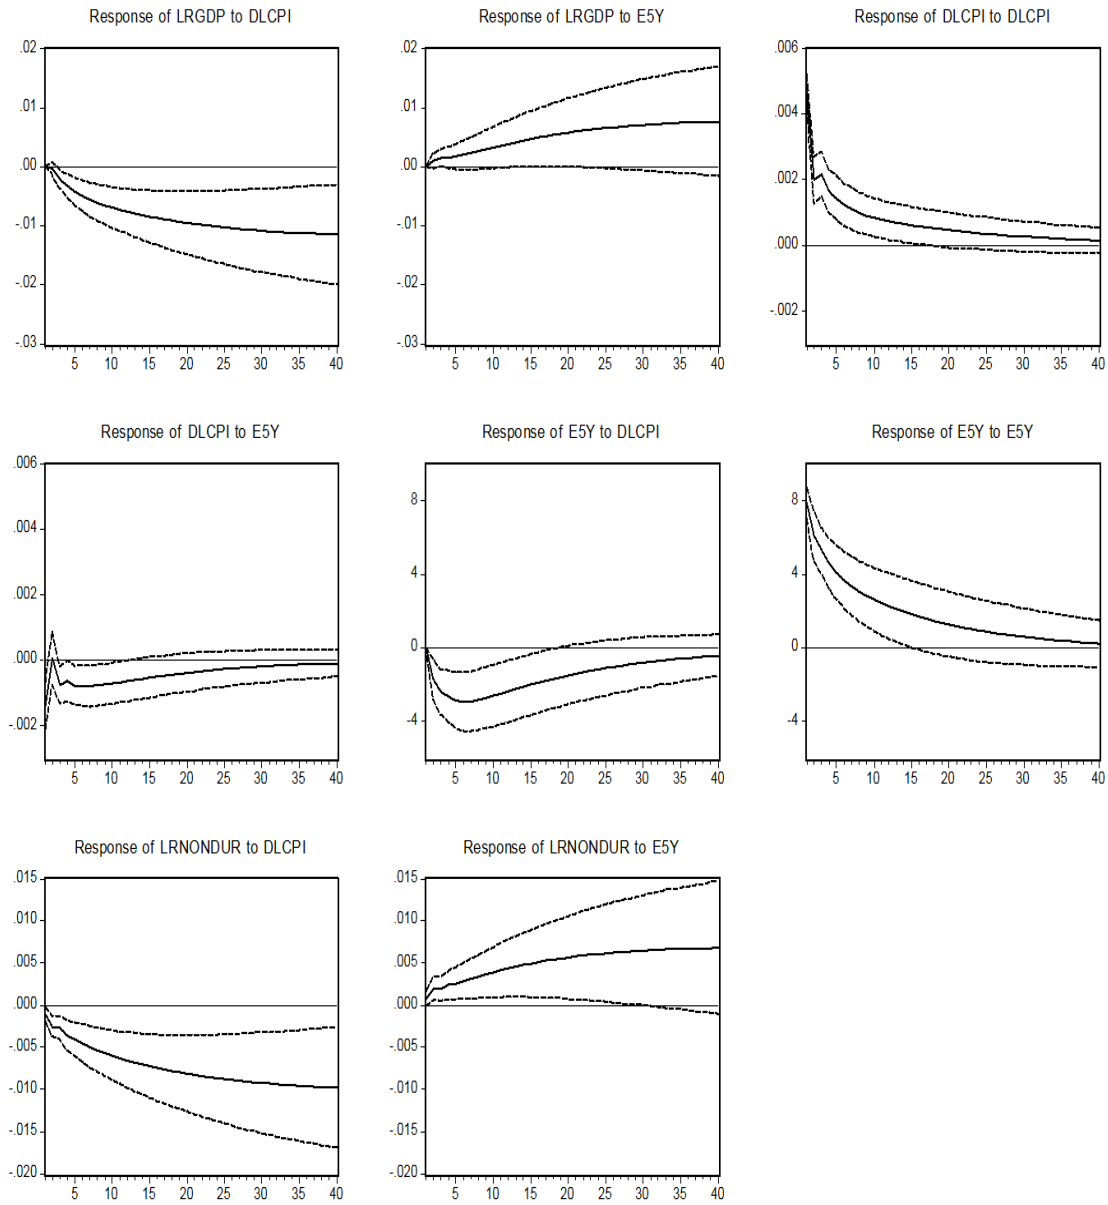 Response of LRGDP to DLCPI
.02
.01
.00
-.01
-.02
-.03
5 10 15 20 25 30 35 40
Response of LRGDP to E5Y
.02
.01
.00
-.01
-.02
-.03
5 10 15 20 25 30 35 40
Response of DLCPI to DLCPI
.006
.004
.002
.000
-.002
5 10 15 20 25 30 35 40
Response of DLCPI to E5Y
.006
.004
.002
.000
-.002
5 10 15 20 25 30 35 40
Response of E5Y to DLCPI
8
4
0
-4
5 10 15 20 25 30 35 40
Response of E5Y to E5Y
8
4
0
-4
5 10 15 20 25 30 35 40
Response of LRNONDUR to DLCPI
.015
.010
.005
.000
-.005
-.010
-.015
-.020
5 10 15 20 25 30 35 40
Response of LRNONDUR to E5Y
.015
.010
.005
.000
-.005
-.010
-.015
-.020
5 10 15 20 25 30 35 40